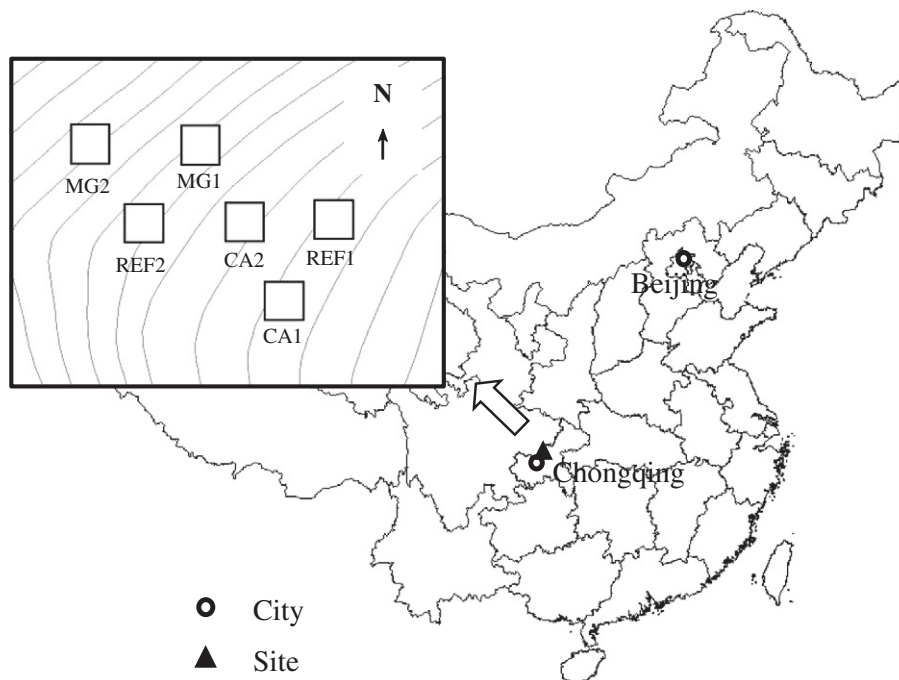 N
MG2
MG1
REF2
CA2
REF1
CA1
Beijing
Chongqing
City
Site